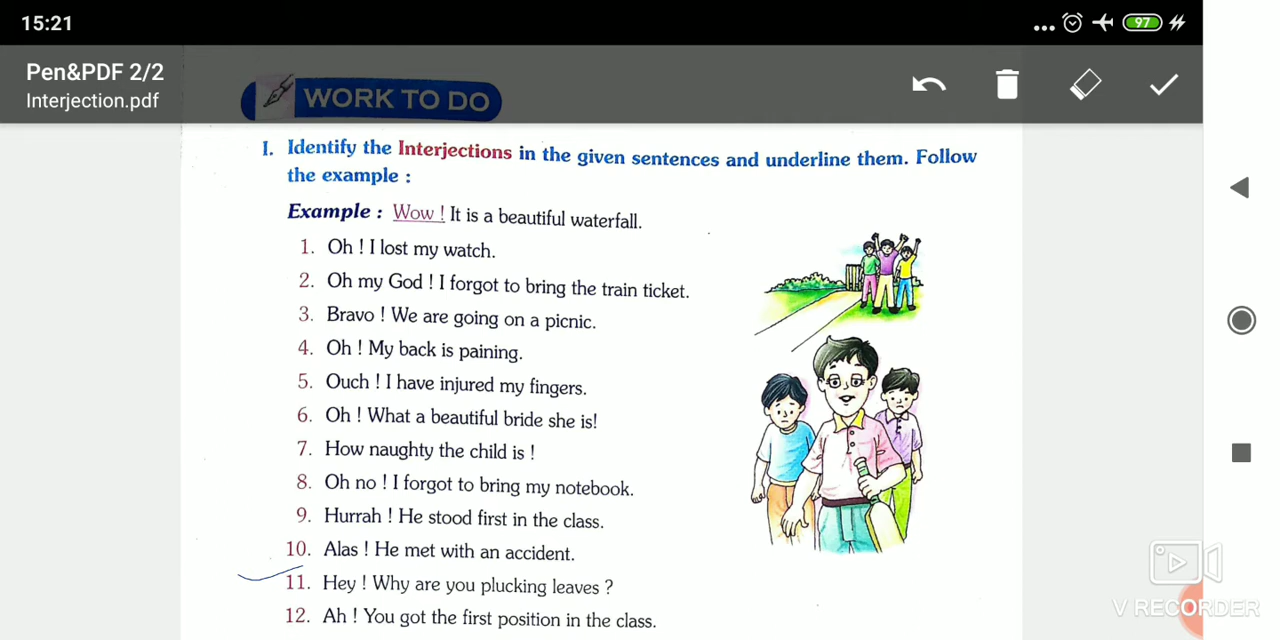 15:21
97
Pen&PDF 2/2
Interjection.pdf
WORK TO DO
I. Identify the Interjections in the given sentences and underline them. Follow
the example :
Example : Wow ! It is a beautiful waterfall.
1. Oh ! I lost my watch.
2. Oh my God ! I forgot to bring the train ticket.
3. Bravo ! We are going on a picnic.
4. Oh ! My back is paining.
5. Ouch ! I have injured my fingers.
6. Oh ! What a beautiful bride she is!
7. How naughty the child is !
8. Oh no ! I forgot to bring my notebook.
9. Hurrah ! He stood first in the class.
10. Alas ! He met with an accident.
11. Hey ! Why are you plucking leaves ?
12. Ah ! You got the first position in the class.
V RECORDER